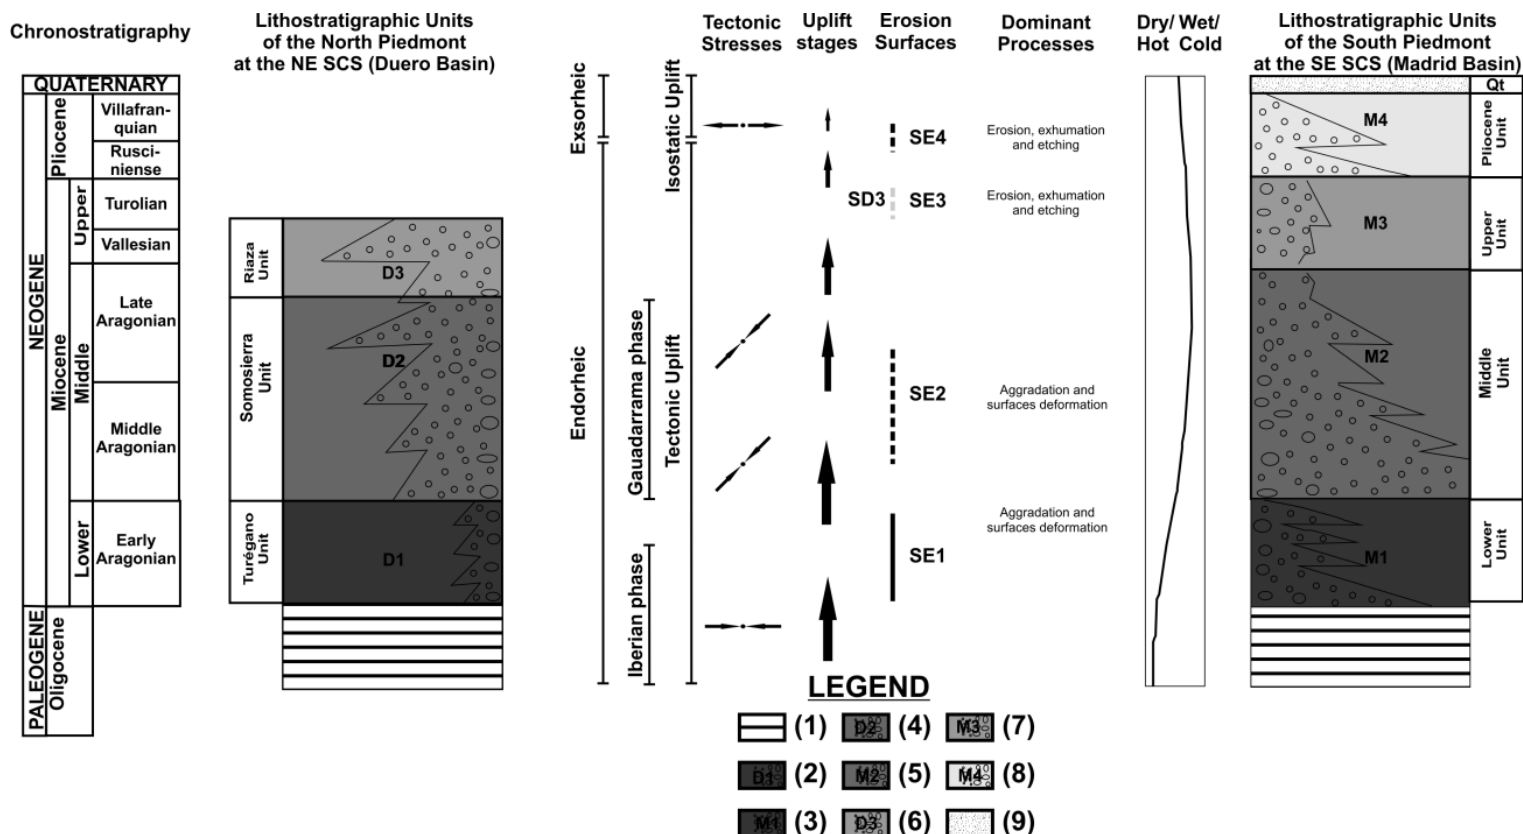 Chronostratigraphy
Lithostratigraphic Units
of the North Piedmont
at the NE SCS (Duero Basin)
Tectonic
Stresses
Uplift
stages
Erosion
Surfaces
Dominant
Processes
Dry/ Wet/
Hot Cold
Lithostratigraphic Units
of the South Piedmont
at the SE SCS (Madrid Basin)
QUATERNARY
NEOGENE
PALEOGENE
Pliocene
Miocene
Oligocene
Upper
Middle
Lower
Villafran-
quian
Rusci-
niense
Turolian
Vallesian
Late
Aragonian
Middle
Aragonian
Early
Aragonian
Riaza
Unit
Somosierra
Unit
Turégano
Unit
D3
D2
D1
Exsorheic
Endorheic
Gauadarrama phase
Iberian phase
Isostatic Uplift
Tectonic Uplift
SE4
SD3
SE3
SE2
SE1
Erosion, exhumation
and etching
Erosion, exhumation
and etching
Aggradation and
surfaces deformation
Aggradation and
surfaces deformation
M4
M3
M2
M1
Qt
Pliocene
Unit
Upper
Unit
Middle
Unit
Lower
Unit
LEGEND
(1)
D2 (4)
M3 (7)
D1 (2)
M2 (5)
M4 (8)
M1 (3)
D3 (6)
(9)